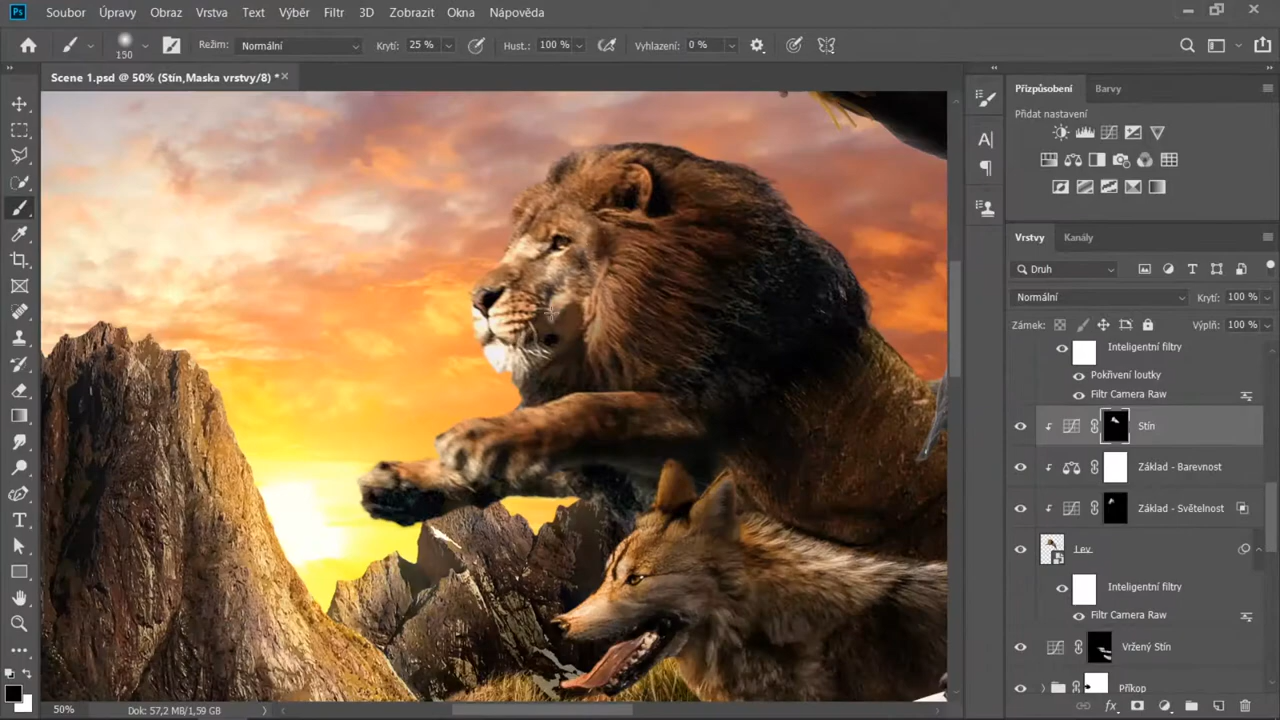 Ps Soubor Úpravy Obraz Vrstva Text Výběr Filtr 3D Zobrazit Okna Nápověda
150 Režim: Normální Krytí: 25 % Hust.: 100 % Vyhlazení: 0 %
Scene 1.psd @ 50% (Stín,Maska vrstvy/8) *
Přizpůsobení Barvy
Přidat nastavení
Vrstvy Kanály
Druh
Normální Krytí: 100 %
Zámek: Výplň: 100 %
Inteligentní filtry
Pokřivení loutky
Filtr Camera Raw
Stín
Základ - Barevnost
Základ - Světelnost
Lev
Inteligentní filtry
Filtr Camera Raw
Vržený Stín
Příkop
50% Dok: 57,2 MB/1,59 GB